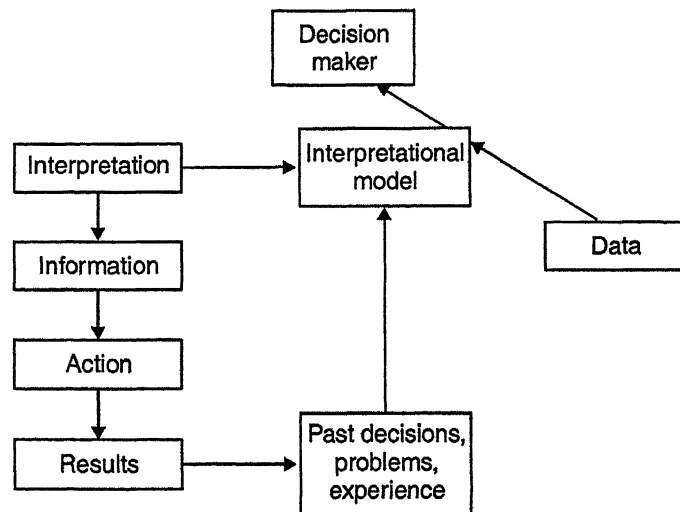 Decision
maker
Interpretation
Interpretational
model
Data
Information
Action
Results
Past decisions,
problems,
experience